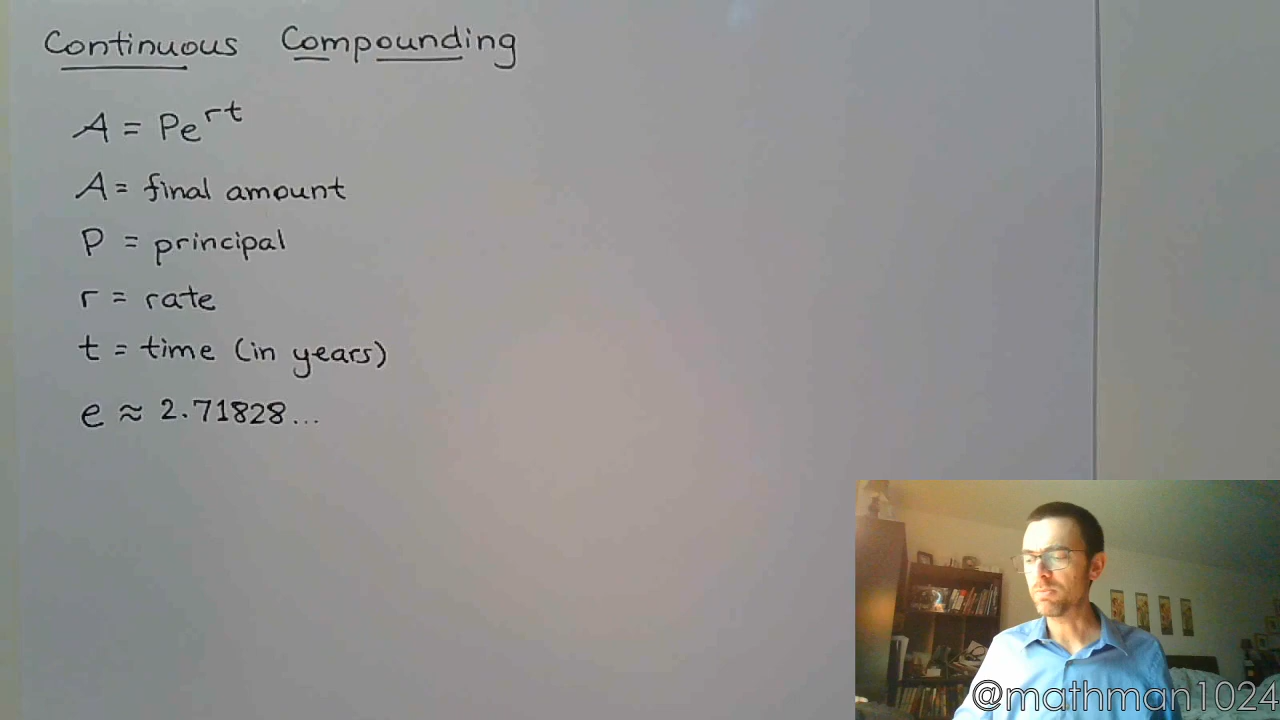 Continuous Compounding
A = Pe^rt
A = final amount
P = principal
r = rate
t = time (in years)
e ≈ 2.71828...
@mathman1024